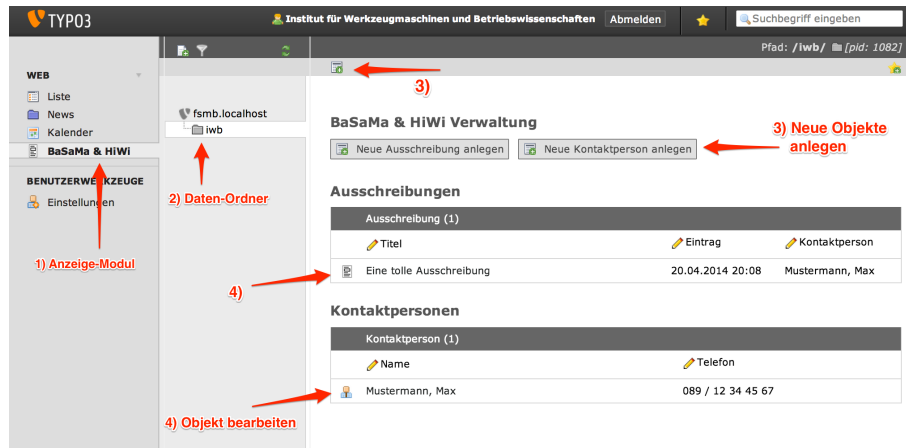 TYPO3
Institut für Werkzeugmaschinen und Betriebswissenschaften
Abmelden
Suchbegriff eingeben
Pfad: /iwb/ [pid: 1082]
WEB
Liste
News
Kalender
BaSaMa & HiWi
BENUTZERWERKZEUGE
Einstellungen
1) Anzeige-Modul
fsmb.localhost
iwb
2) Daten-Ordner
3)
BaSaMa & HiWi Verwaltung
Neue Ausschreibung anlegen
Neue Kontaktperson anlegen
3) Neue Objekte
anlegen
Ausschreibungen
Ausschreibung (1)
Titel Eintrag Kontaktperson
Eine tolle Ausschreibung 20.04.2014 20:08 Mustermann, Max
4)
Kontaktpersonen
Kontaktperson (1)
Name Telefon
Mustermann, Max 089 / 12 34 45 67
4) Objekt bearbeiten